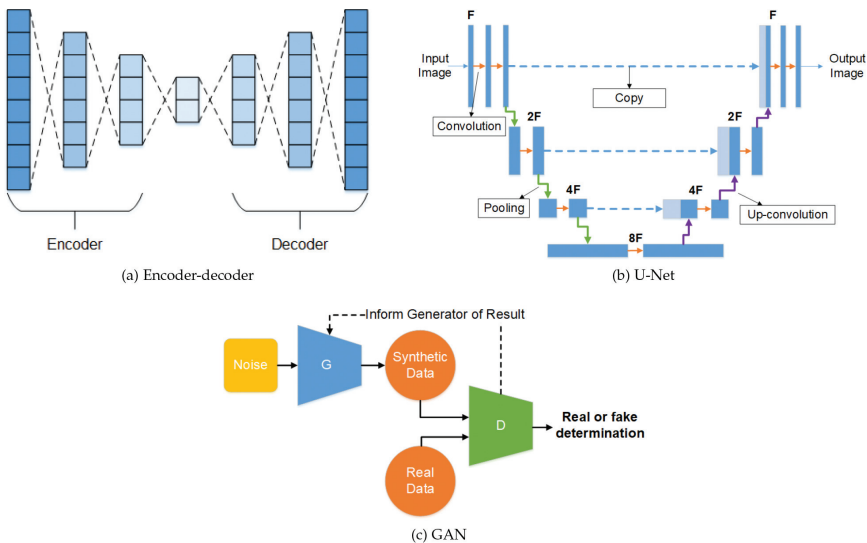 Encoder
Decoder
(a) Encoder-decoder
F
F
Input
Image
Output
Image
Copy
Convolution
2F
2F
Pooling
4F
4F
Up-convolution
8F
(b) U-Net
Inform Generator of Result
Noise
G
Synthetic
Data
D
Real or fake
determination
Real
Data
(c) GAN